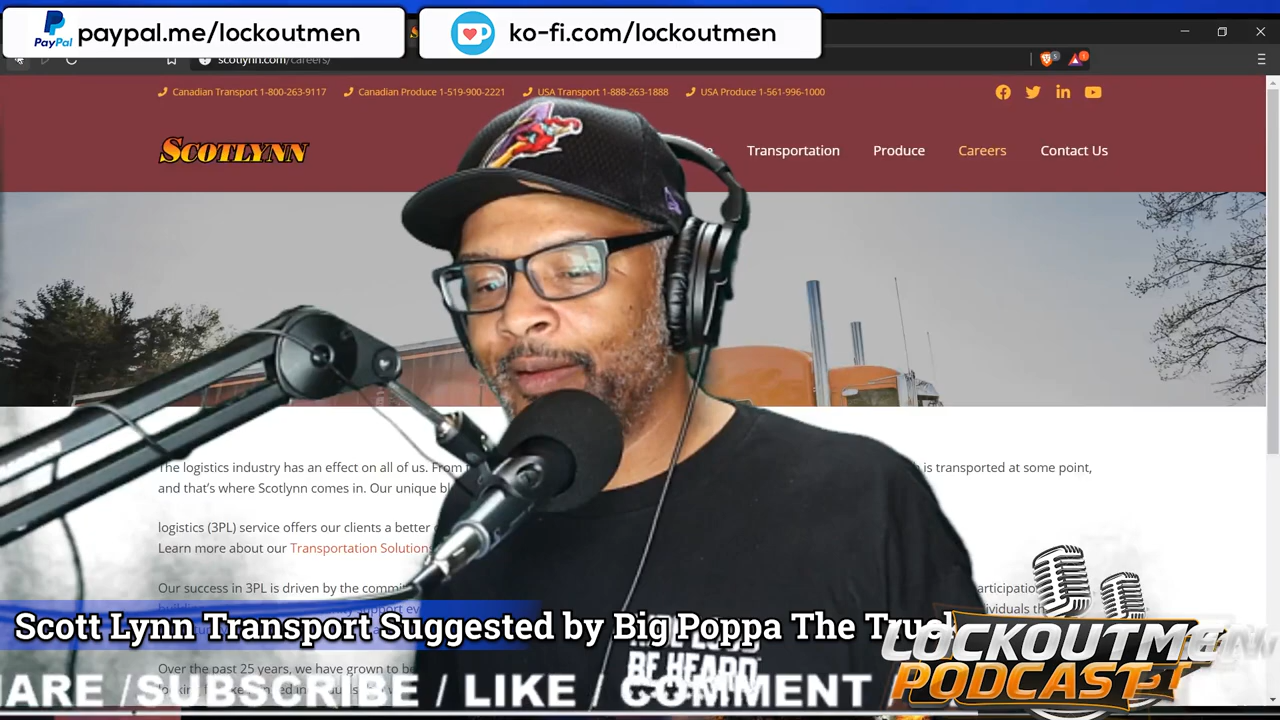 PayPal
paypal.me/lockoutmen
ko-fi.com/lockoutmen
scotlynn.com/careers/
Canadian Transport 1-800-263-9117
Canadian Produce 1-519-900-2221
USA Transport 1-888-263-1888
USA Produce 1-561-996-1000
SCOTLYNN
Transportation
Produce
Careers
Contact Us
The logistics industry has an effect on all of us. From
is transported at some point,
and that's where Scotlynn comes in. Our unique
logistics (3PL) service offers our clients a better
Learn more about our Transportation Solutions
Our success in 3PL is driven by the
Scott Lynn Transport Suggested by Big Poppa The
Over the past 25 years, we have grown to
BE HEARD
LOCKOUTMEN
PODCAST
/ SUBSCRIBE / LIKE / COMMENT /